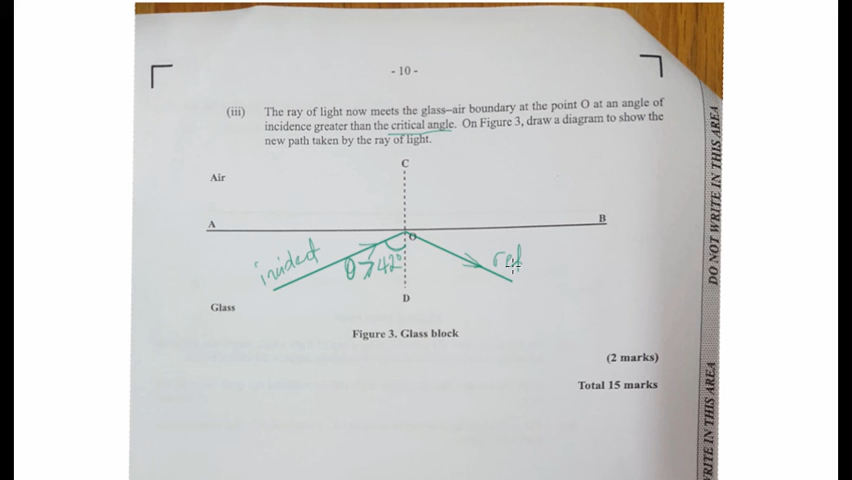 - 10 -
(iii) The ray of light now meets the glass–air boundary at the point O at an angle of
incidence greater than the critical angle. On Figure 3, draw a diagram to show the
new path taken by the ray of light.
C
Air
A
B
O
incident
θ > 42°
ref
D
Glass
Figure 3. Glass block
(2 marks)
Total 15 marks
DO NOT WRITE IN THIS AREA
WRITE IN THIS AREA